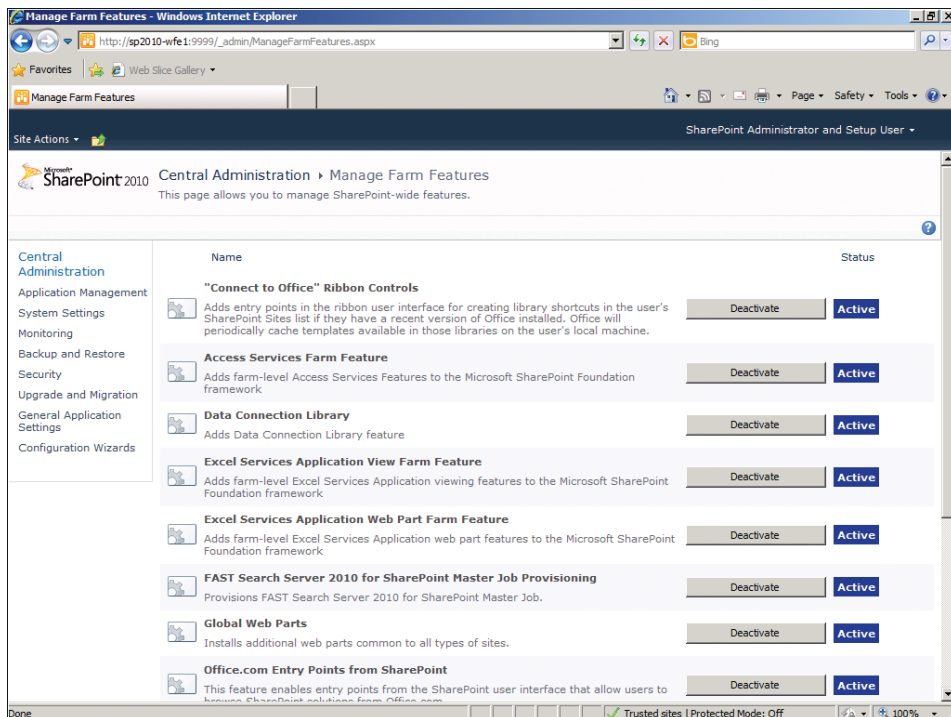 Manage Farm Features - Windows Internet Explorer
http://sp2010-wfe1:9999/_admin/ManageFarmFeatures.aspx
Bing
Favorites
Web Slice Gallery
Manage Farm Features
Page
Safety
Tools
Site Actions
SharePoint Administrator and Setup User
Microsoft
SharePoint 2010
Central Administration
Manage Farm Features
This page allows you to manage SharePoint-wide features.
Central
Administration
Application Management
System Settings
Monitoring
Backup and Restore
Security
Upgrade and Migration
General Application
Settings
Configuration Wizards
Name
Status
"Connect to Office" Ribbon Controls
Adds entry points in the ribbon user interface for creating library shortcuts in the user's
SharePoint Sites list if they have a recent version of Office installed. Office will
periodically cache templates available in those libraries on the user's local machine.
Deactivate
Active
Access Services Farm Feature
Adds farm-level Access Services Features to the Microsoft SharePoint Foundation
framework
Deactivate
Active
Data Connection Library
Adds Data Connection Library feature
Deactivate
Active
Excel Services Application View Farm Feature
Adds farm-level Excel Services Application viewing features to the Microsoft SharePoint
Foundation framework
Deactivate
Active
Excel Services Application Web Part Farm Feature
Adds farm-level Excel Services Application web part features to the Microsoft SharePoint
Foundation framework
Deactivate
Active
FAST Search Server 2010 for SharePoint Master Job Provisioning
Provisions FAST Search Server 2010 for SharePoint Master Job.
Deactivate
Active
Global Web Parts
Installs additional web parts common to all types of sites.
Deactivate
Active
Office.com Entry Points from SharePoint
This feature enables entry points from the SharePoint user interface that allow users to
browse SharePoint solutions from Office.com
Deactivate
Active
Done
Trusted sites | Protected Mode: Off
100%